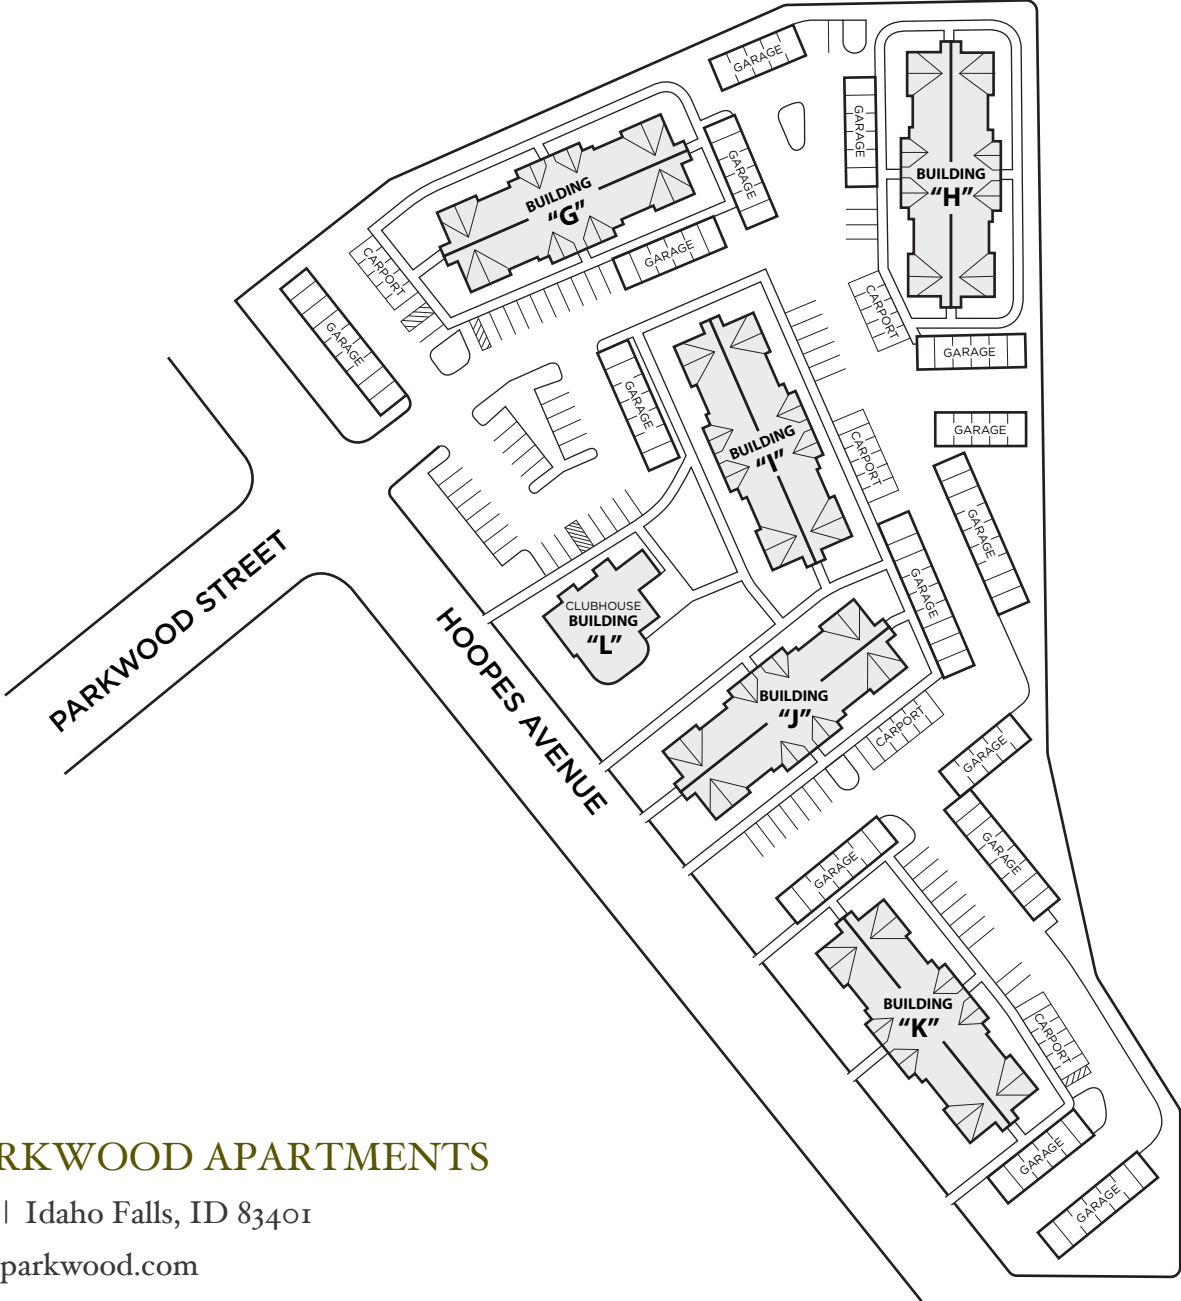 GARAGE
GARAGE
GARAGE
BUILDING
“H”
BUILDING
“G”
GARAGE
CARPORT
GARAGE
CARPORT
GARAGE
GARAGE
GARAGE
GARAGE
BUILDING
“I”
CARPORT
GARAGE
GARAGE
PARKWOOD STREET
HOOPES AVENUE
CLUBHOUSE
BUILDING
“L”
BUILDING
“J”
CARPORT
GARAGE
GARAGE
GARAGE
BUILDING
“K”
CARPORT
GARAGE
GARAGE
RKWOOD APARTMENTS
| Idaho Falls, ID 83401
parkwood.com